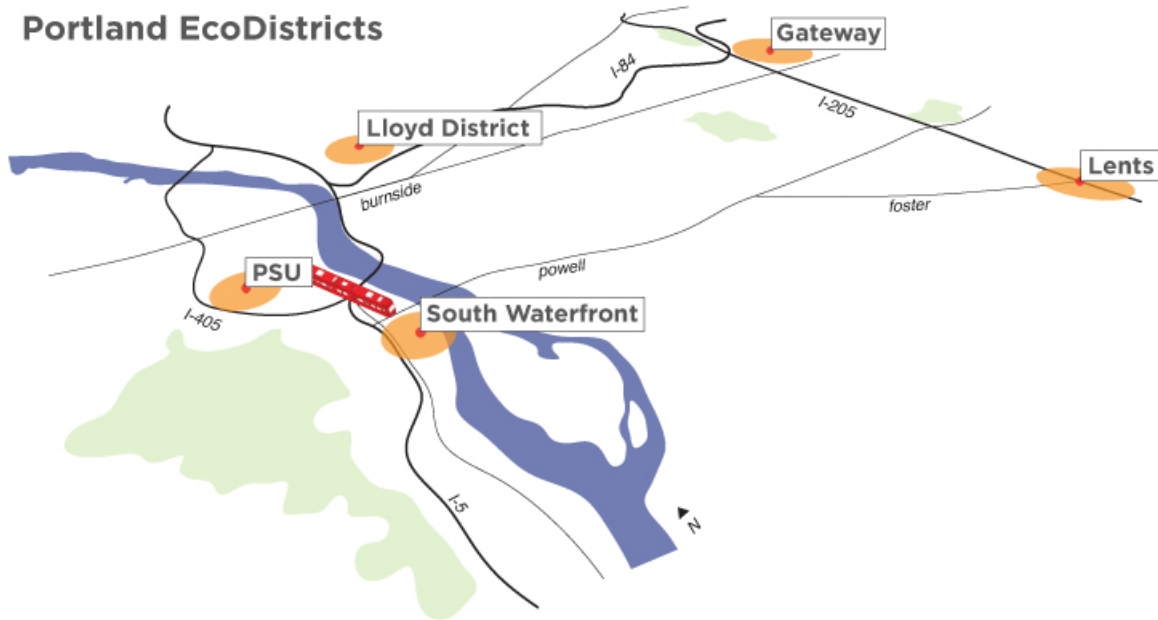 Portland EcoDistricts
Gateway
I-84
I-205
Lloyd District
Lents
burnside
foster
PSU
powell
South Waterfront
I-405
I-5
N